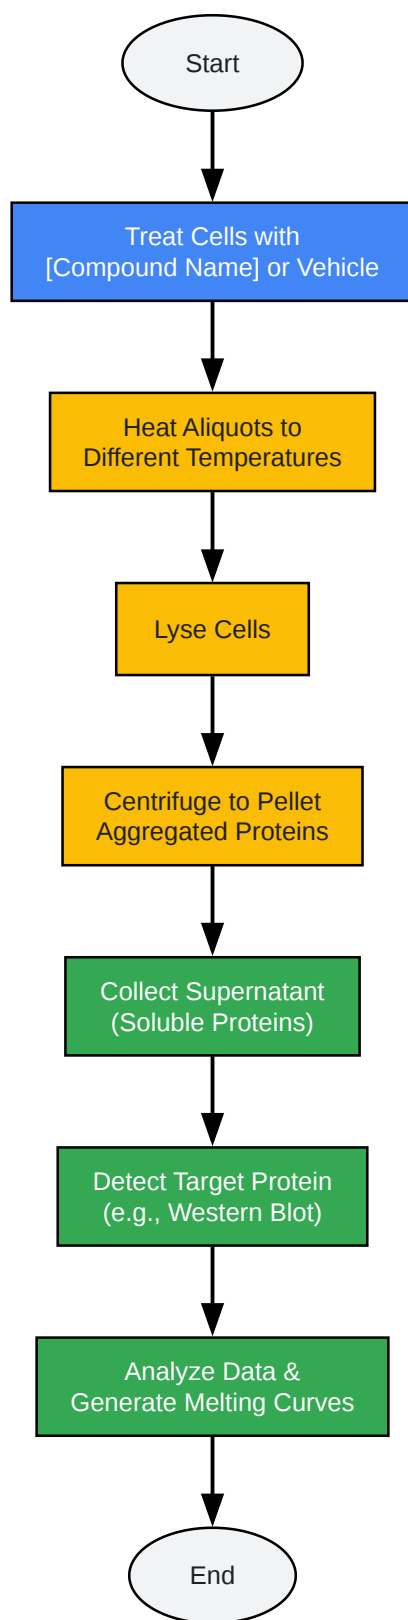 Start
Treat Cells with
[Compound Name] or Vehicle
Heat Aliquots to
Different Temperatures
Lyse Cells
Centrifuge to Pellet
Aggregated Proteins
Collect Supernatant
(Soluble Proteins)
Detect Target Protein
(e.g., Western Blot)
Analyze Data &
Generate Melting Curves
End